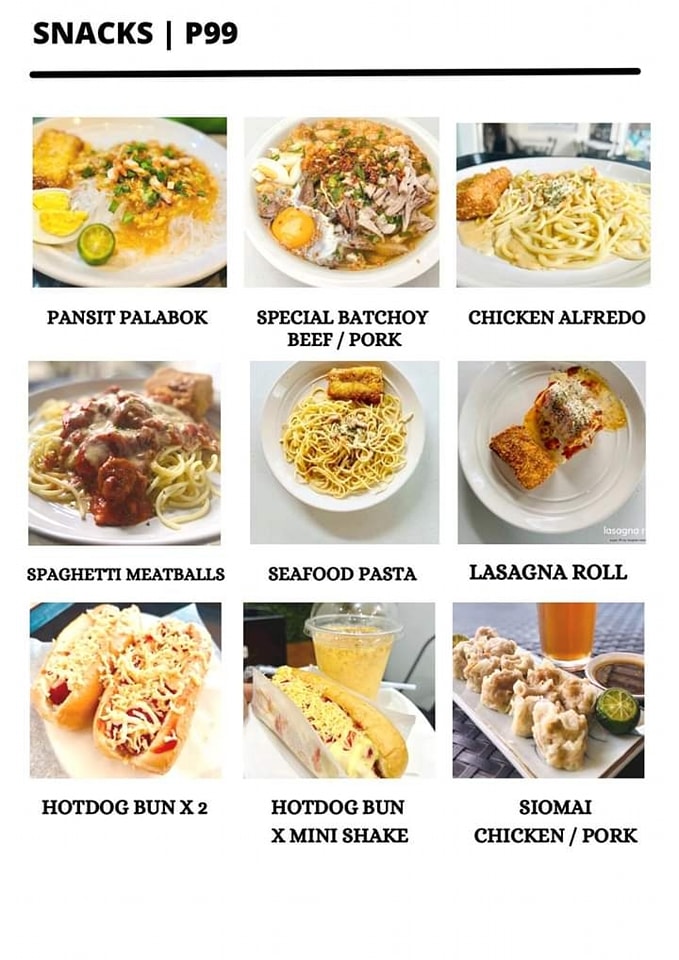 SNACKS | P99
PANSIT PALABOK
SPECIAL BATCHOY
BEEF / PORK
CHICKEN ALFREDO
SPAGHETTI MEATBALLS
SEAFOOD PASTA
lasagna r
LASAGNA ROLL
HOTDOG BUN X 2
HOTDOG BUN
X MINI SHAKE
SIOMAI
CHICKEN / PORK